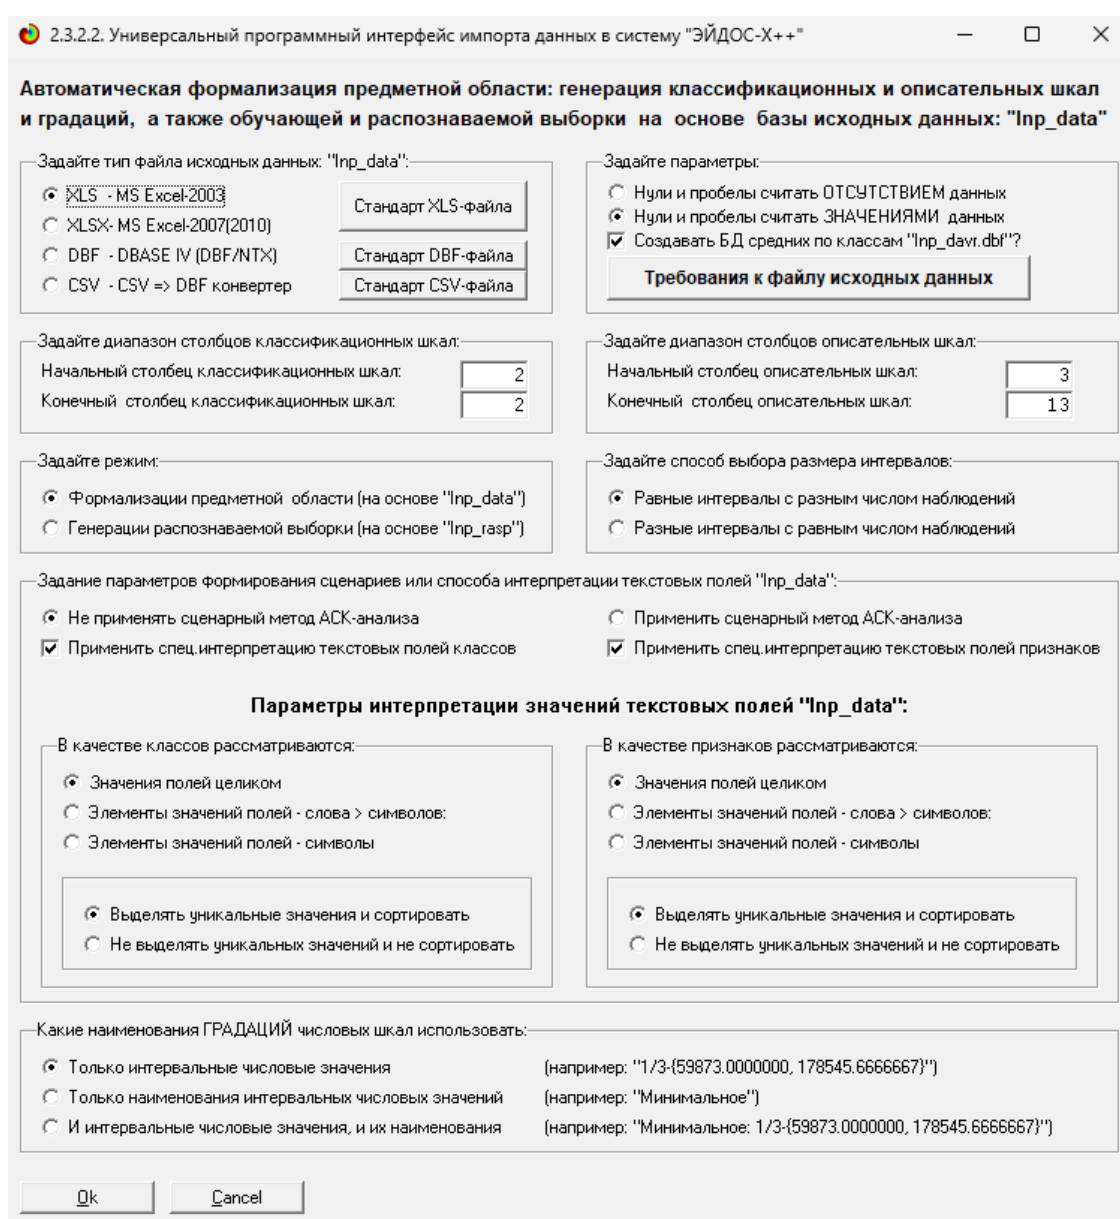 2.3.2.2. Универсальный программный интерфейс импорта данных в систему "ЭЙДОС-X++"
Автоматическая формализация предметной области: генерация классификационных и описательных шкал
и градаций, а также обучающей и распознаваемой выборки на основе базы исходных данных: "Inp_data"
Задайте тип файла исходных данных: "Inp_data":
XLS - MS Excel-2003
XLSX- MS Excel-2007(2010)
DBF - DBASE IV (DBF/NTX)
CSV - CSV => DBF конвертер
Стандарт XLS-файла
Стандарт DBF-файла
Стандарт CSV-файла
Задайте параметры:
Нули и пробелы считать ОТСУТСТВИЕМ данных
Нули и пробелы считать ЗНАЧЕНИЯМИ данных
Создавать БД средних по классам "Inp_davr.dbf"?
Требования к файлу исходных данных
Задайте диапазон столбцов классификационных шкал:
Начальный столбец классификационных шкал: 2
Конечный столбец классификационных шкал: 2
Задайте диапазон столбцов описательных шкал:
Начальный столбец описательных шкал: 3
Конечный столбец описательных шкал: 13
Задайте режим:
Формализации предметной области (на основе "Inp_data")
Генерации распознаваемой выборки (на основе "Inp_rasp")
Задайте способ выбора размера интервалов:
Равные интервалы с разным числом наблюдений
Разные интервалы с равным числом наблюдений
Задание параметров формирования сценариев или способа интерпретации текстовых полей "Inp_data":
Не применять сценарный метод АСК-анализа
Применить сценарный метод АСК-анализа
Применить спец.интерпретацию текстовых полей классов
Применить спец.интерпретацию текстовых полей признаков
Параметры интерпретации значений текстовых полей "Inp_data":
В качестве классов рассматриваются:
Значения полей целиком
Элементы значений полей - слова > символов:
Элементы значений полей - символы
Выделять уникальные значения и сортировать
Не выделять уникальных значений и не сортировать
В качестве признаков рассматриваются:
Значения полей целиком
Элементы значений полей - слова > символов:
Элементы значений полей - символы
Выделять уникальные значения и сортировать
Не выделять уникальных значений и не сортировать
Какие наименования ГРАДАЦИЙ числовых шкал использовать:
Только интервальные числовые значения (например: "1/3-{59873.0000000, 178545.6666667}")
Только наименования интервальных числовых значений (например: "Минимальное")
И интервальные числовые значения, и их наименования (например: "Минимальное: 1/3-{59873.0000000, 178545.6666667}")
Ok Cancel